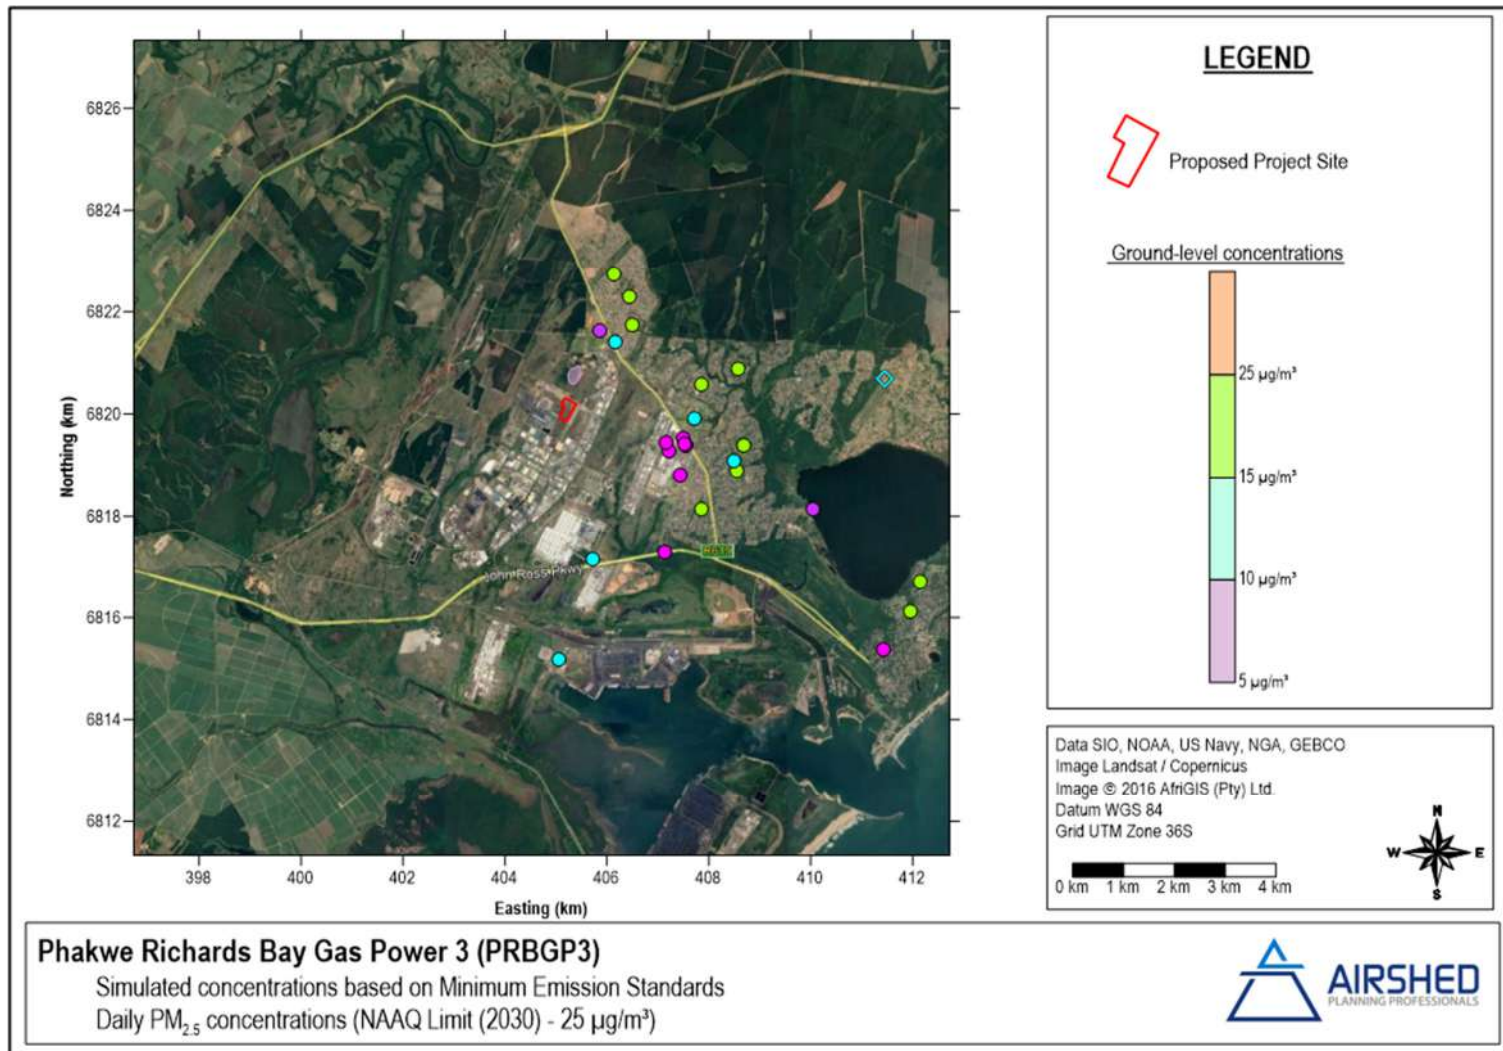 6826
6824
6822
6820
6818
6816
6814
6812
Northing (km)
398
400
402
404
406
408
410
412
Easting (km)
John Ross Pkwy
LEGEND
Proposed Project Site
Ground-level concentrations
25 µg/m³
15 µg/m³
10 µg/m³
5 µg/m³
Data SIO, NOAA, US Navy, NGA, GEBCO
Image Landsat / Copernicus
Image © 2016 AfriGIS (Pty) Ltd.
Datum WGS 84
Grid UTM Zone 36S
0 km 1 km 2 km 3 km 4 km
N
W E
S
Phakwe Richards Bay Gas Power 3 (PRBGP3)
Simulated concentrations based on Minimum Emission Standards
Daily PM₂.₅ concentrations (NAAQ Limit (2030) - 25 µg/m³)
AIRSHED
PLANNING PROFESSIONALS